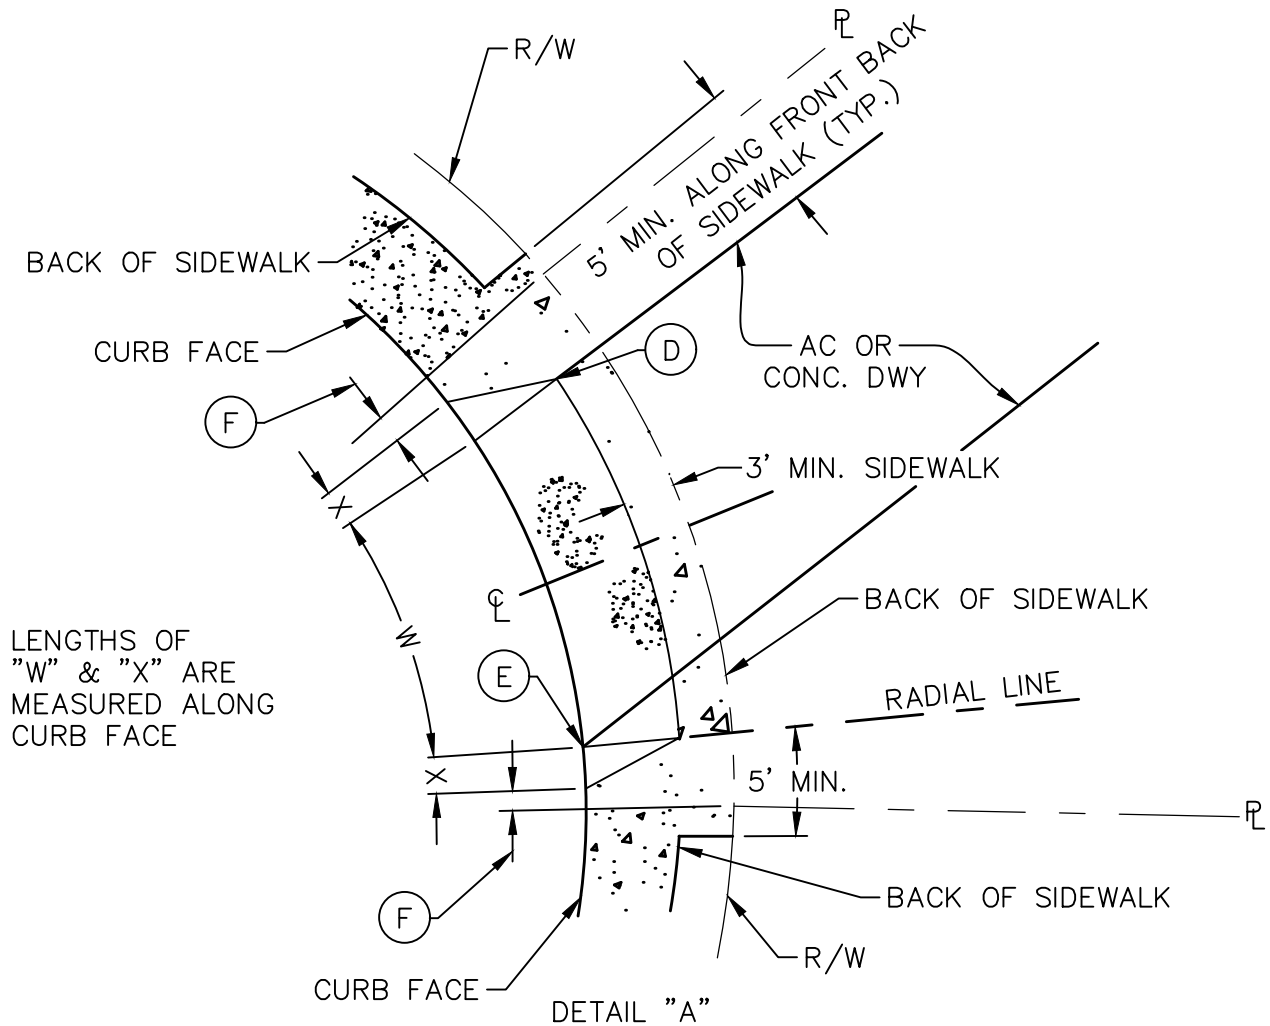 R/W
PL
5' MIN. ALONG FRONT BACK
OF SIDEWALK (TYP.)
BACK OF SIDEWALK
CURB FACE
D
AC OR
CONC. DWY
F
X
3' MIN. SIDEWALK
CL
BACK OF SIDEWALK
W
LENGTHS OF
"W" & "X" ARE
MEASURED ALONG
CURB FACE
E
RADIAL LINE
X
5' MIN.
PL
BACK OF SIDEWALK
F
R/W
CURB FACE
DETAIL "A"